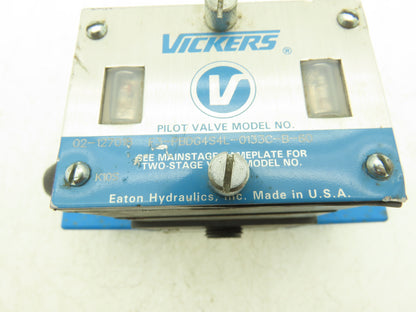 VICKERS ®
V
PILOT VALVE MODEL NO.
SEE MAINSTAGE NAMEPLATE FOR
TWO-STAGE VALVE MODEL NO.
Eaton Hydraulics, Inc. Made in U.S.A.